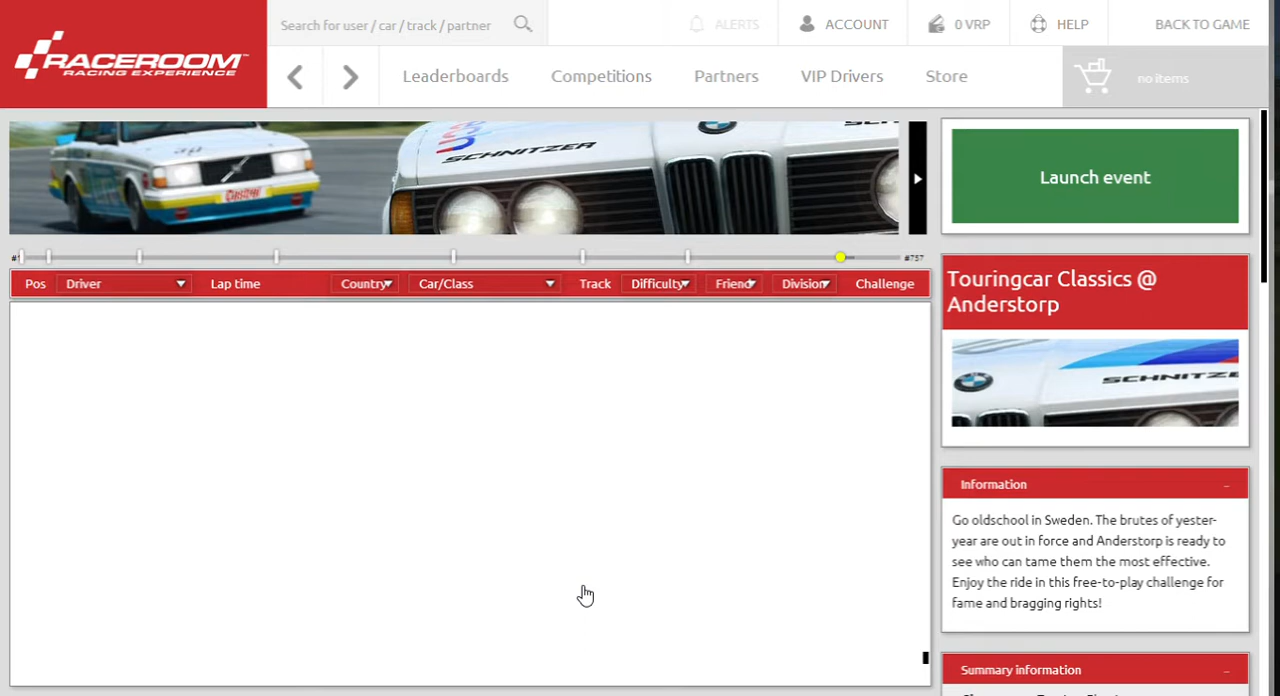 Search for user / car / track / partner
ALERTS
ACCOUNT
0 VRP
HELP
BACK TO GAME
RACEROOM™
RACING EXPERIENCE
Leaderboards
Competitions
Partners
VIP Drivers
Store
no items
SCHNITZER
Launch event
#757
Pos
Driver
Lap time
Country
Car/Class
Track
Difficulty
Friend
Division
Challenge
Touringcar Classics @
Anderstorp
SCHNITZE
Information
Go oldschool in Sweden. The brutes of yester-
year are out in force and Anderstorp is ready to
see who can tame them the most effective.
Enjoy the ride in this free-to-play challenge for
fame and bragging rights!
Summary information